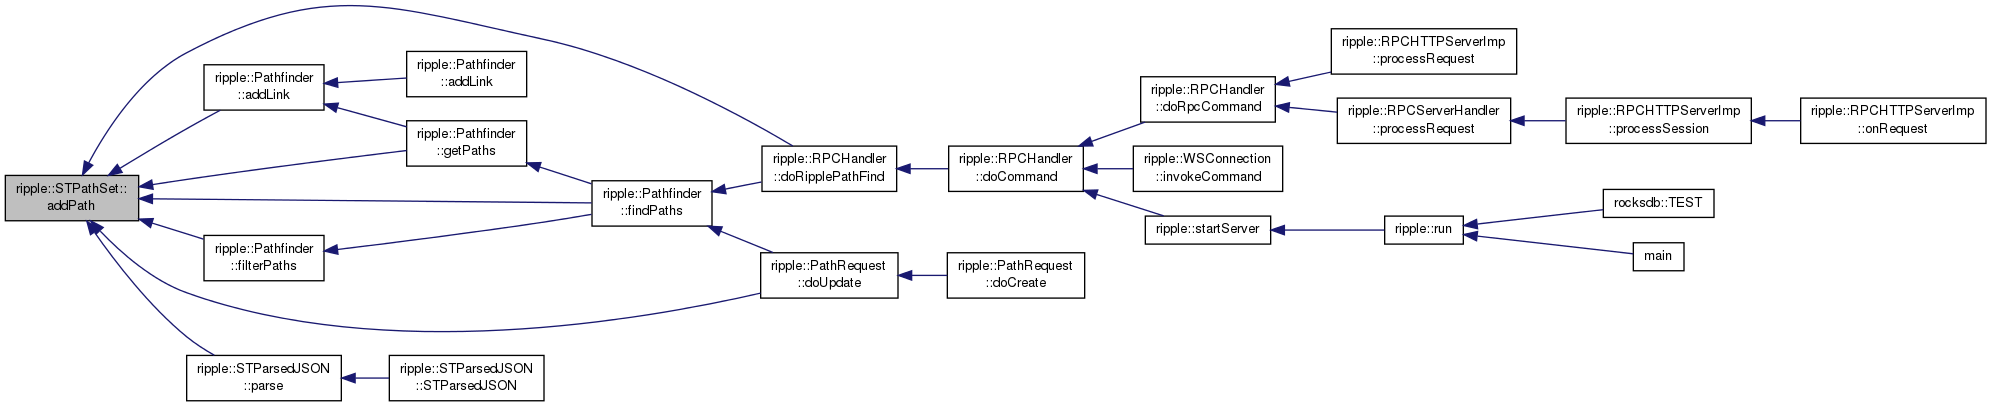 ripple::STPathSet::
addPath
ripple::Pathfinder
::addLink
ripple::Pathfinder
::addLink
ripple::Pathfinder
::getPaths
ripple::Pathfinder
::filterPaths
ripple::STParsedJSON
::parse
ripple::STParsedJSON
::STParsedJSON
ripple::Pathfinder
::findPaths
ripple::RPCHandler
::doRipplePathFind
ripple::PathRequest
::doUpdate
ripple::PathRequest
::doCreate
ripple::RPCHandler
::doCommand
ripple::RPCHandler
::doRpcCommand
ripple::WSConnection
::invokeCommand
ripple::startServer
ripple::RPCHTTPServerImp
::processRequest
ripple::RPCServerHandler
::processRequest
ripple::RPCHTTPServerImp
::processSession
ripple::RPCHTTPServerImp
::onRequest
ripple::run
rocksdb::TEST
main